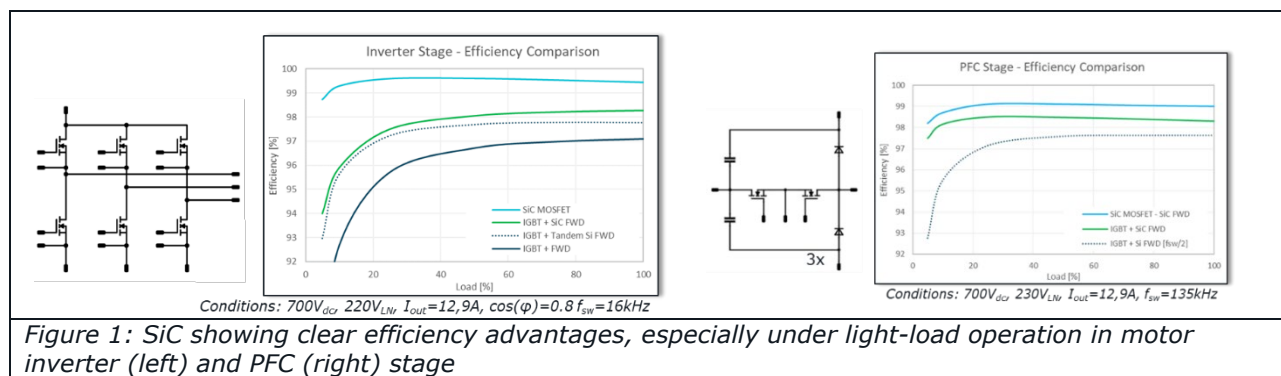 Inverter Stage - Efficiency Comparison
100
99
98
97
96
95
94
93
92
Efficiency [%]
SiC MOSFET
IGBT + SiC FWD
IGBT + Tandem Si FWD
IGBT + FWD
0
20
40
60
80
100
Load [%]
Conditions: 700Vdc, 220VLN, Iout=12,9A, cos(φ)=0.8 fsw=16kHz
3x
PFC Stage - Efficiency Comparison
100
99
98
97
96
95
94
93
92
Efficiency [%]
SiC MOSFET - SiC FWD
IGBT + SiC FWD
IGBT + Si FWD [fsw/2]
0
20
40
60
80
100
Load [%]
Conditions: 700Vdc, 230VLN, Iout=12,9A, fsw=135kHz
Figure 1: SiC showing clear efficiency advantages, especially under light-load operation in motor
inverter (left) and PFC (right) stage